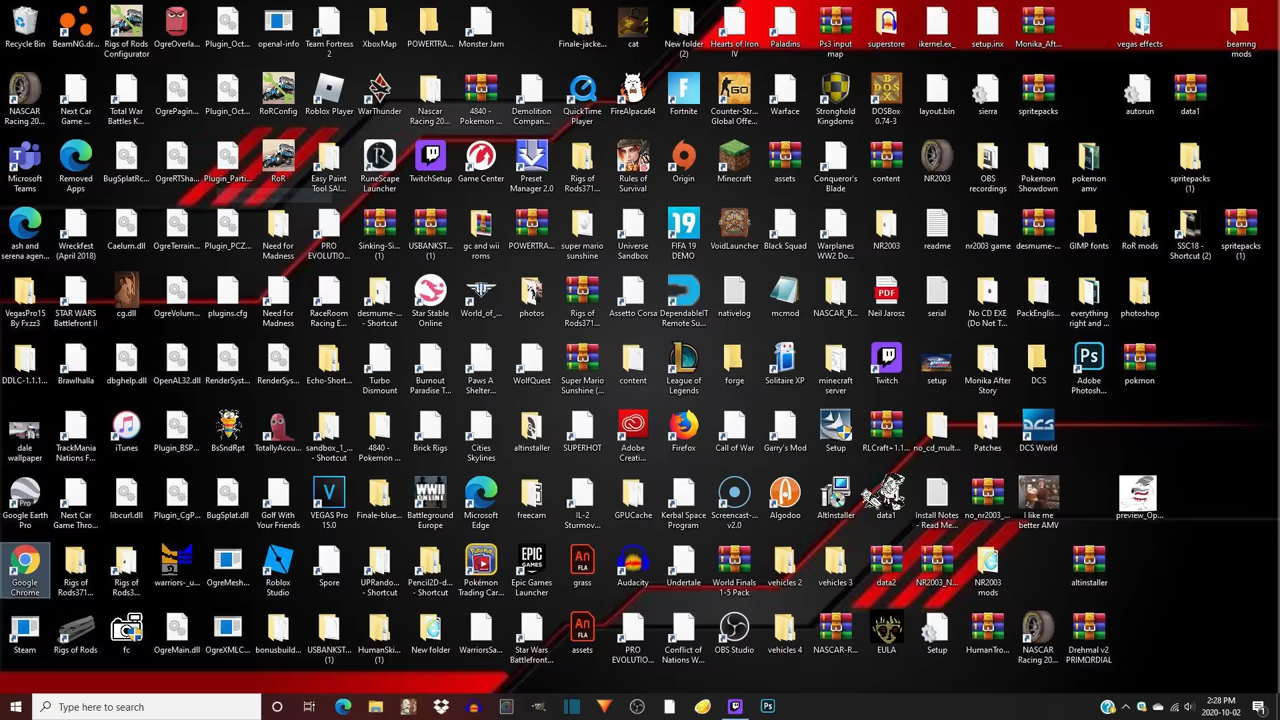 Recycle Bin
BeamNG.dr...
Rigs of Rods Configurator
OgreOverla...
Plugin_Oct...
openal-info
Team Fortress 2
XboxMap
POWERTRA...
Monster Jam
Finale-jacke...
cat
New folder (2)
Hearts of Iron IV
Paladins
Ps3 input map
superstore
ikernel.ex_
setup.inx
Monika_Aft...
vegas effects
beamng mods
NASCAR Racing 20...
Next Car Game ...
Total War Battles K...
OgrePagin...
Plugin_Oct...
RoRConfig
Roblox Player
WarThunder
Nascar Racing 20...
4840 - Pokemon ...
Demolition Compan...
QuickTime Player
FireAlpaca64
Fortnite
Counter-Str... Global Offe...
Warface
Stronghold Kingdoms
DOSBox 0.74-3
layout.bin
sierra
spritepacks
autorun
data1
Microsoft Teams
Removed Apps
BugSplatRc...
OgreRTSha...
Plugin_Parti...
RoR
Easy Paint Tool SAI...
RuneScape Launcher
TwitchSetup
Game Center
Preset Manager 2.0
Rigs of Rods371...
Rules of Survival
Origin
Minecraft
assets
Conqueror's Blade
content
NR2003
OBS recordings
Pokemon Showdown
pokemon amv
spritepacks (1)
ash and serena agen...
Wreckfest (April 2018)
Caelum.dll
OgreTerrain...
Plugin_PCZ...
Need for Madness
PRO EVOLUTION...
Sinking-Si... (1)
USBANKST... (1)
gc and wii roms
POWERTRA...
super mario sunshine
Universe Sandbox
FIFA 19 DEMO
VoidLauncher
Black Squad
Warplanes WW2 Do...
NR2003
readme
nr2003 game
desmume-...
GIMP fonts
RoR mods
SSC18 - Shortcut (2)
spritepacks (1)
VegasPro15 By Fxzz3
STAR WARS Battlefront II
cg.dll
OgreVolum...
plugins.cfg
Need for Madness
RaceRoom Racing E...
desmume-... - Shortcut
Star Stable Online
World_of_...
photos
Rigs of Rods371...
Assetto Corsa
DependableIT Remote Su...
nativelog
mcmod
NASCAR_R...
PDF
Neil Jarosz
serial
No CD EXE (Do Not T...
PackEnglis...
everything right and ...
photoshop
DDLC-1.1.1...
Brawlhalla
dbghelp.dll
OpenAL32.dll
RenderSyst...
RenderSys...
Echo-Short...
Turbo Dismount
Burnout Paradise T...
Paws A Shelter...
WolfQuest
Super Mario Sunshine (...
content
League of Legends
forge
Solitaire XP
minecraft server
Twitch
setup
Monika After Story
DCS
Ps
Adobe Photosh...
pokmon
dale wallpaper
TrackMania Nations F...
iTunes
Plugin_BSP...
BsSndRpt
TotallyAccu...
sandbox_1_... - Shortcut
4840 - Pokemon ...
Brick Rigs
Cities Skylines
altinstaller
SUPERHOT
Adobe Creati...
Firefox
Call of War
Garry's Mod
Setup
RLCraft+1.1...
no_cd_mult...
Patches
DCS World
Google Earth Pro
Next Car Game Thro...
libcurl.dll
Plugin_CgP...
BugSplat.dll
Golf With Your Friends
VEGAS Pro 15.0
Finale-blue...
Battleground Europe
Microsoft Edge
freecam
IL-2 Sturmov...
GPUCache
Kerbal Space Program
Screencast-... v2.0
Algodoo
AltInstaller
data1
Install Notes - Read Me...
no_nr2003_...
I like me better AMV
preview_Op...
Google Chrome
Rigs of Rods371...
Rigs of Rods3...
warriors-_u...
OgreMesh...
Roblox Studio
Spore
UPRandom... - Shortcut
Pencil2D-d... - Shortcut
Pokémon Trading Car...
Epic Games Launcher
An FLA
grass
Audacity
Undertale
World Finals 1-5 Pack
vehicles 2
vehicles 3
data2
NR2003_N...
NR2003 mods
altinstaller
Steam
Rigs of Rods
fc
OgreMain.dll
OgreXMLC...
bonusbuild...
USBANKST... (1)
HumanSki... (1)
New folder
WarriorsSa...
Star Wars Battlefront...
An FLA
assets
PRO EVOLUTIO...
Conflict of Nations W...
OBS Studio
vehicles 4
NASCAR-R...
EULA
Setup
HumanTro...
NASCAR Racing 20...
Drehmal v2 PRIMORDIAL
Type here to search
2:28 PM
2020-10-02